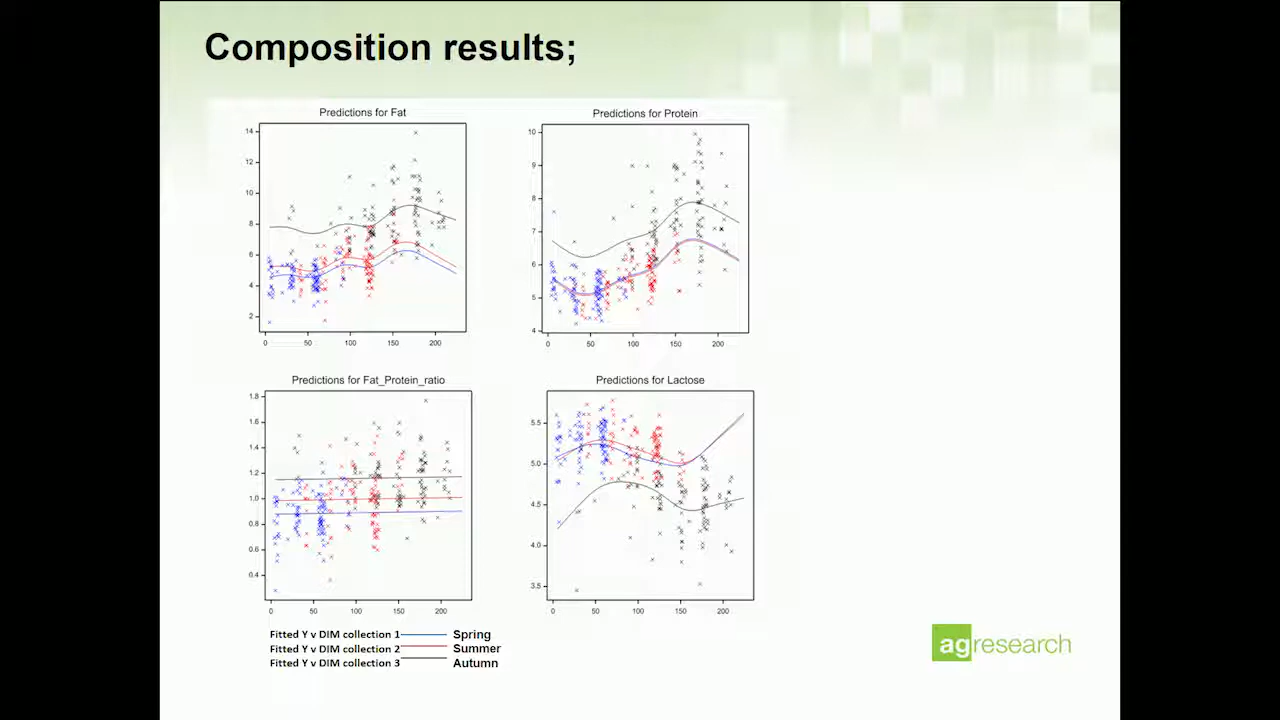 Composition results;
Predictions for Fat
14
12
10
8
6
4
2
0 50 100 150 200
Predictions for Protein
10
9
8
7
6
5
4
0 50 100 150 200
Predictions for Fat_Protein_ratio
1.8
1.6
1.4
1.2
1.0
0.8
0.6
0.4
0 50 100 150 200
Predictions for Lactose
5.5
5.0
4.5
4.0
3.5
0 50 100 150 200
Fitted Y v DIM collection 1 Spring
Fitted Y v DIM collection 2 Summer
Fitted Y v DIM collection 3 Autumn
agresearch